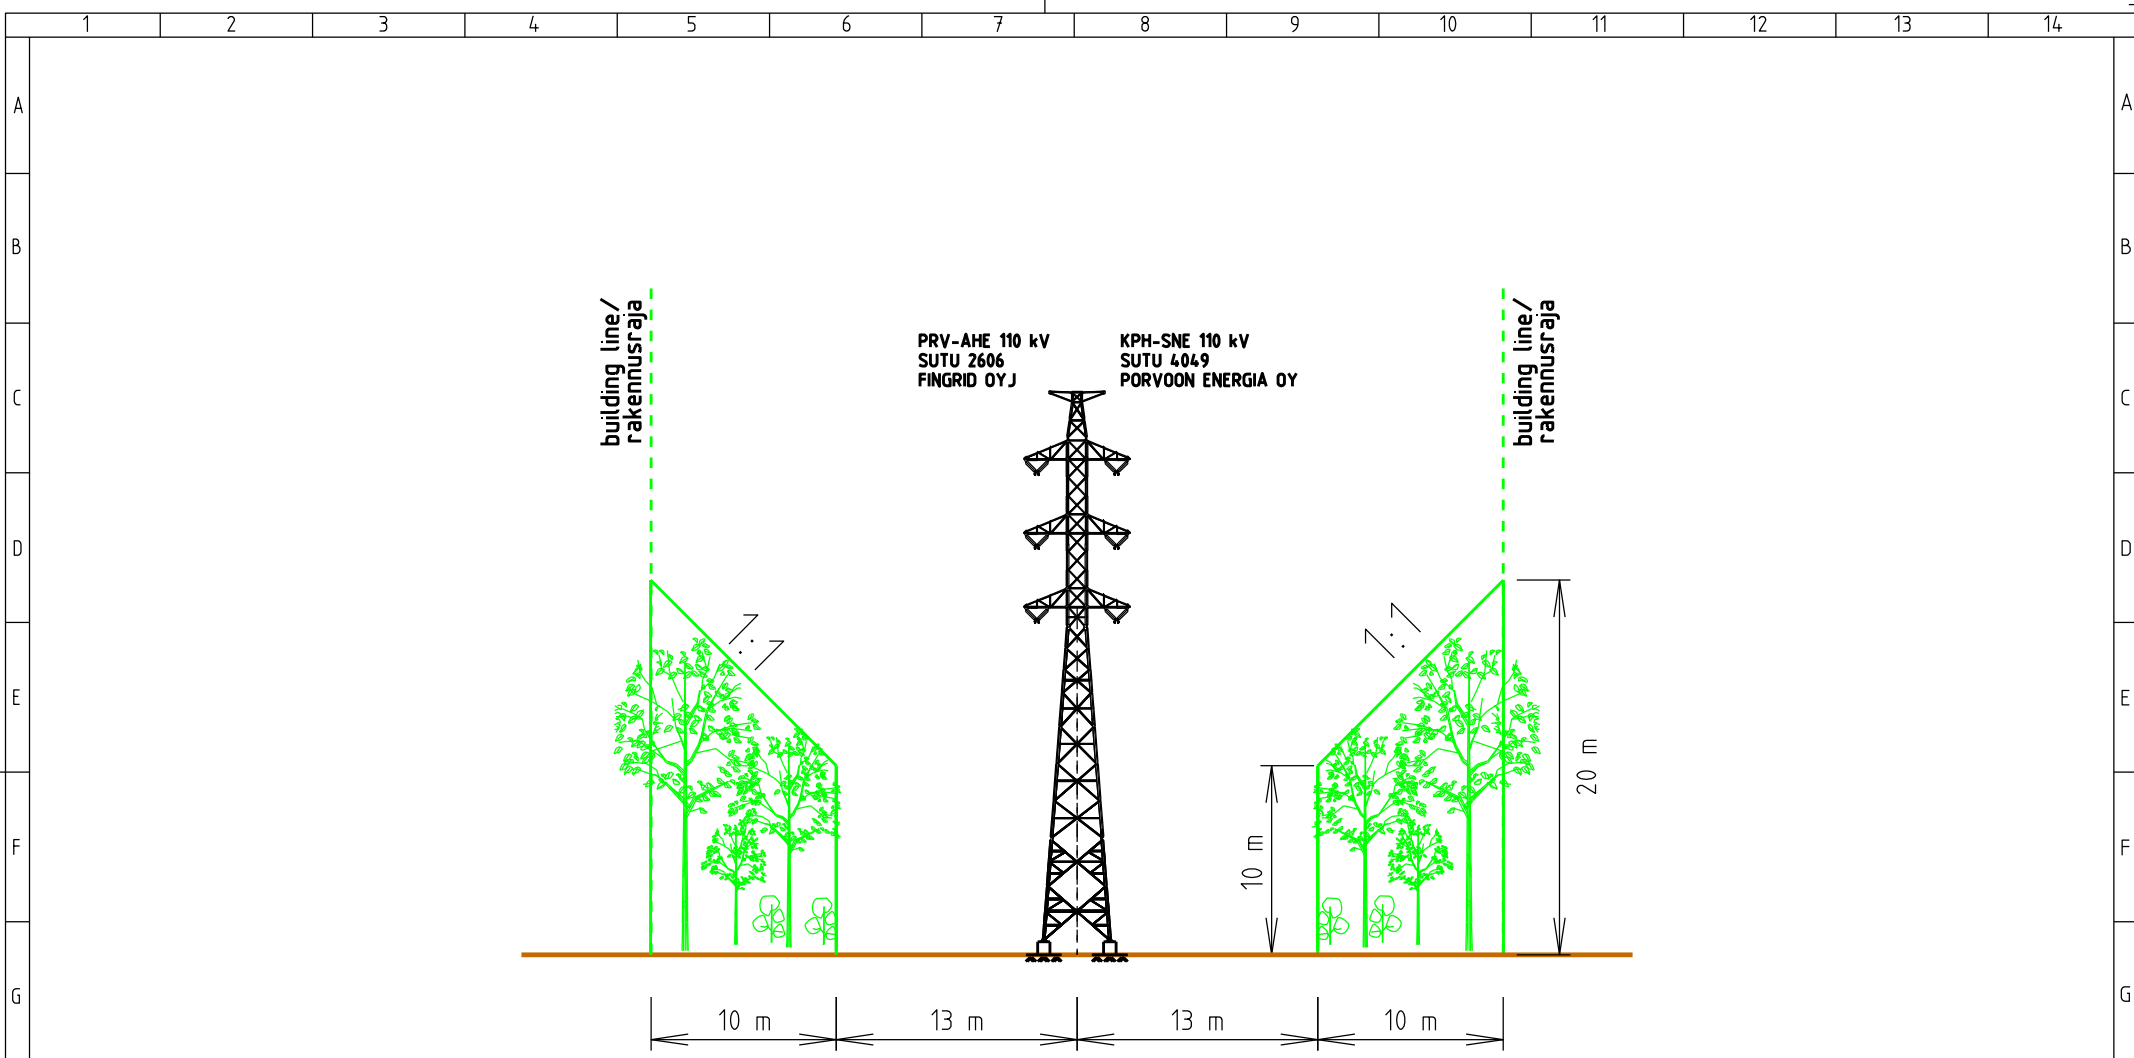 1 2 3 4 5 6 7 8 9 10 11 12 13 14
A A
B B
building line/
rakennusraja
PRV-AHE 110 kV
SUTU 2606
FINGRID OYJ
KPH-SNE 110 kV
SUTU 4049
PORVOON ENERGIA OY
building line/
rakennusraja
C C
D D
1:1
1:1
E E
20 m
10 m
F F
G G
10 m 13 m 13 m 10 m